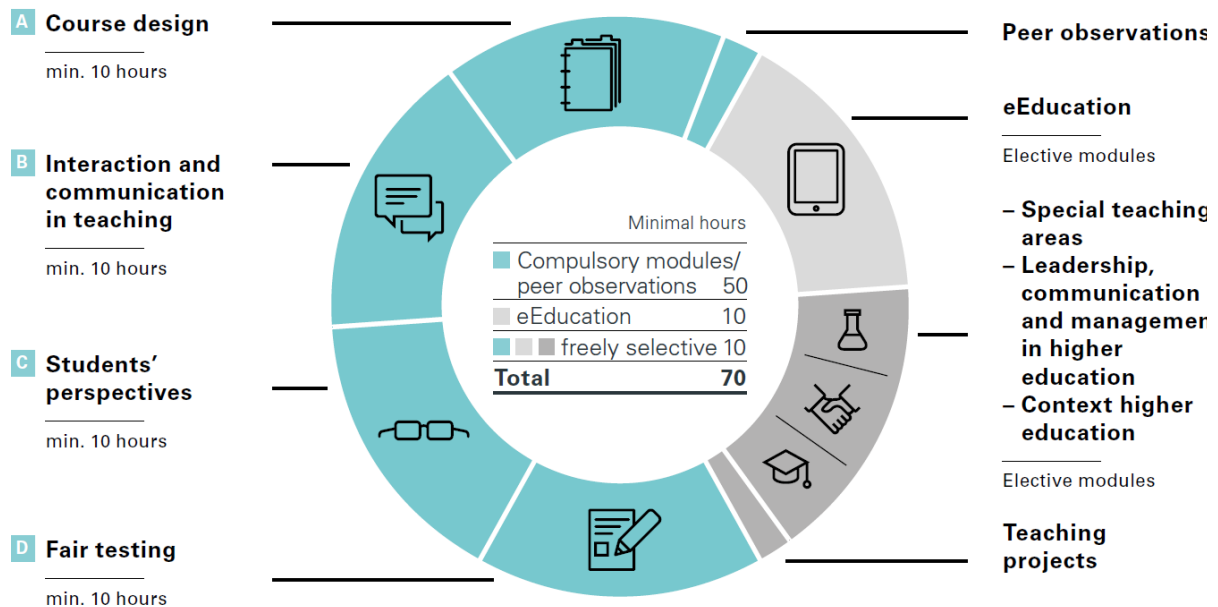 A Course design
min. 10 hours
B Interaction and
communication
in teaching
min. 10 hours
C Students’
perspectives
min. 10 hours
D Fair testing
min. 10 hours
Minimal hours
Compulsory modules/
peer observations 50
eEducation 10
freely selective 10
Total 70
Peer observations
eEducation
Elective modules
– Special teaching
areas
– Leadership,
communication
and managemen
in higher
education
– Context higher
education
Elective modules
Teaching
projects